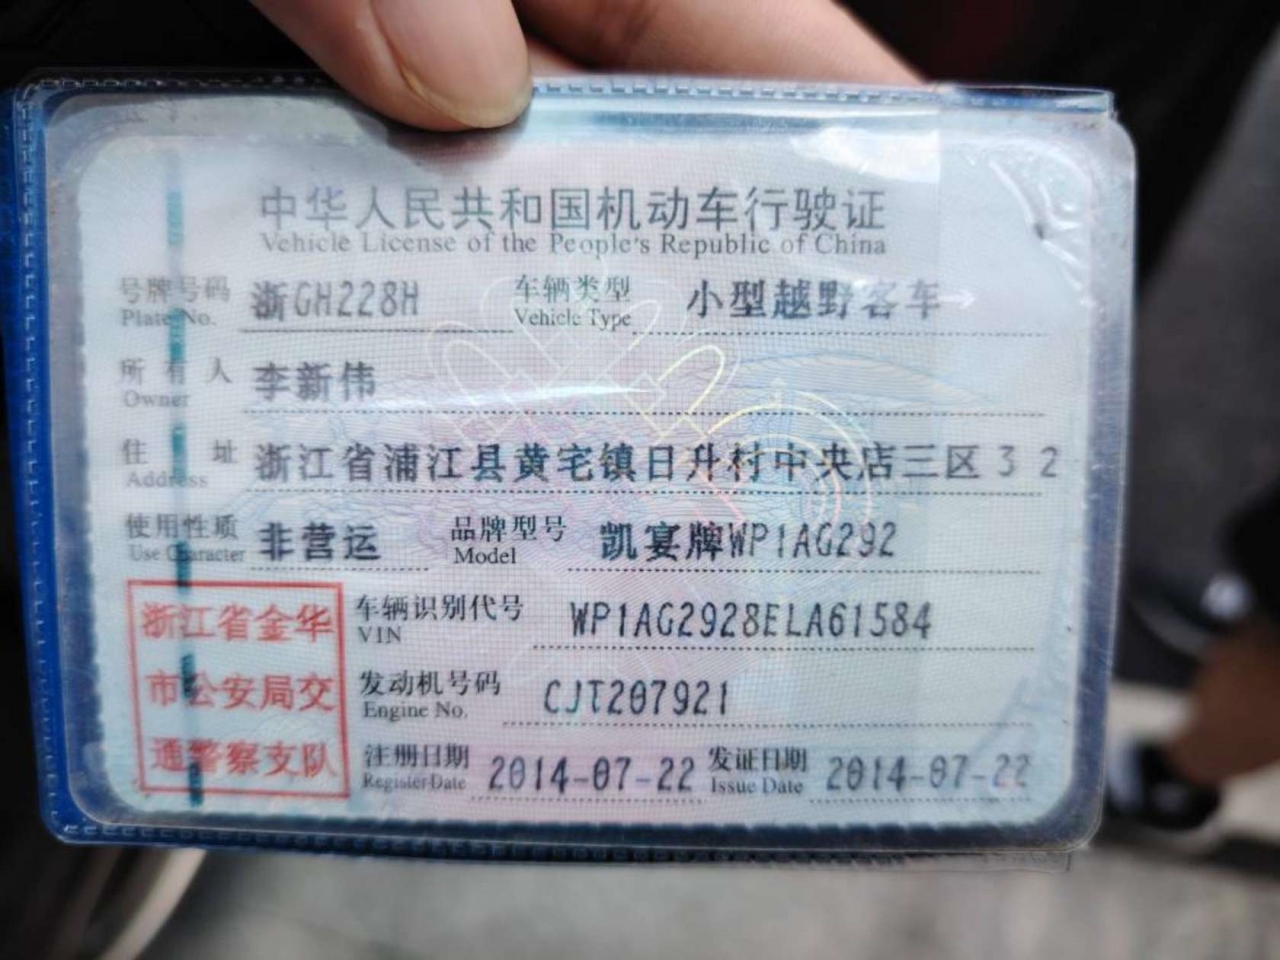 中华人民共和国机动车行驶证
Vehicle License of the People's Republic of China
号牌号码 浙GH228H 车辆类型 小型越野客车
Plate No. Vehicle Type
所有人 李新伟
Owner
住址 浙江省浦江县黄宅镇日升村中央店三区32
Address
使用性质 非营运 品牌型号 凯宴牌WP1AG292
Use Character Model
浙江省金华 车辆识别代号 WP1AG2928ELA61584
VIN
市公安局交 发动机号码 CJT207921
Engine No.
通警察支队 注册日期 2014-07-22 发证日期 2014-07-22
Register Date Issue Date